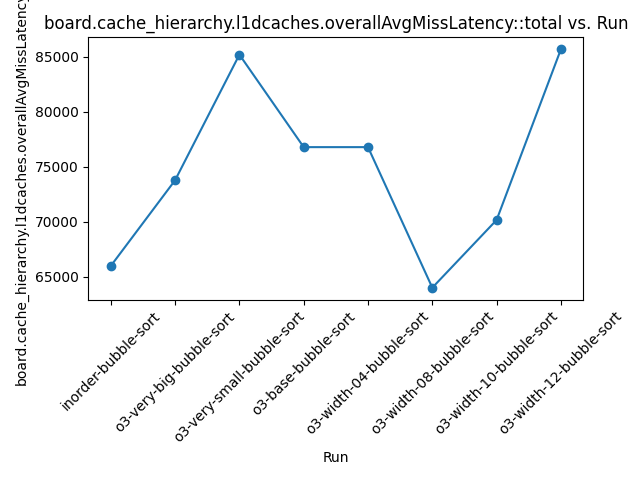 board.cache_hierarchy.l1dcaches.overallAvgMissLatency::total vs. Run
board.cache_hierarchy.l1dcaches.overallAvgMissLatency
85000
80000
75000
70000
65000
inorder-bubble-sort
o3-very-big-bubble-sort
o3-very-small-bubble-sort
o3-base-bubble-sort
o3-width-04-bubble-sort
o3-width-08-bubble-sort
o3-width-10-bubble-sort
o3-width-12-bubble-sort
Run